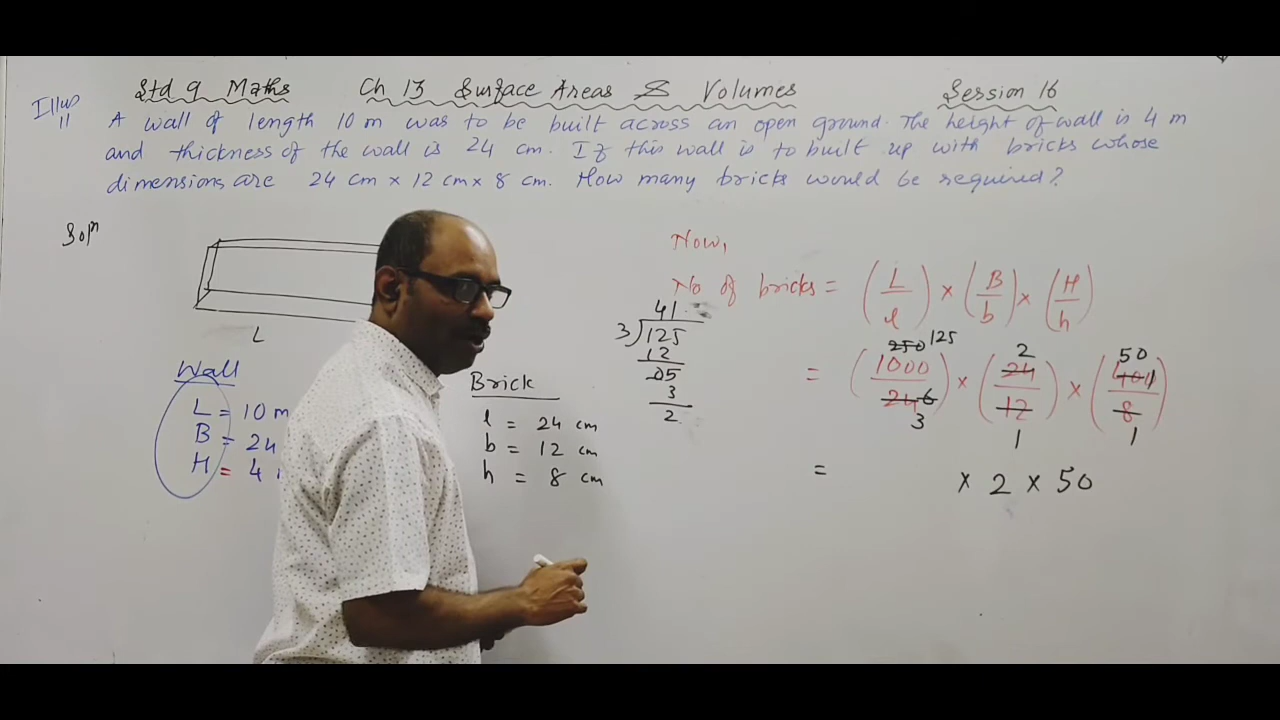 Std 9 Maths Ch 13 Surface Areas & Volumes Session 16
Illus 11
A wall of length 10 m was to be built across an open ground. The height of wall is 4 m
and thickness of the wall is 24 cm. If this wall is to built up with bricks whose
dimensions are 24 cm × 12 cm × 8 cm. How many bricks would be required?
Solⁿ
L
Wall
L = 10 m
B = 24
H = 4
Brick
l = 24 cm
b = 12 cm
h = 8 cm
41
3)125
12
05
3
2
Now,
No of bricks = (L/l) × (B/b) × (H/h)
250 125 2 50
= (1000/24 6) × (24/12) × (400/8)
3 1 1
= × 2 × 50